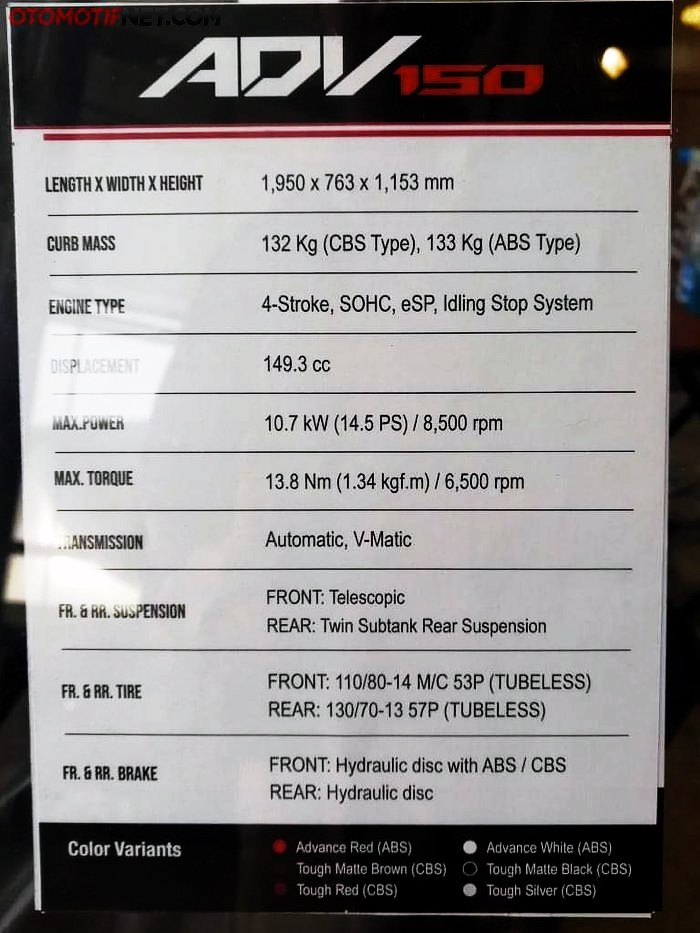 OTOMOTIFNET.COM
ADV150
LENGTH X WIDTH X HEIGHT 1,950 x 763 x 1,153 mm
CURB MASS 132 Kg (CBS Type), 133 Kg (ABS Type)
ENGINE TYPE 4-Stroke, SOHC, eSP, Idling Stop System
DISPLACEMENT 149.3 cc
MAX.POWER 10.7 kW (14.5 PS) / 8,500 rpm
MAX. TORQUE 13.8 Nm (1.34 kgf.m) / 6,500 rpm
TRANSMISSION Automatic, V-Matic
FR. & RR. SUSPENSION FRONT: Telescopic
REAR: Twin Subtank Rear Suspension
FR. & RR. TIRE FRONT: 110/80-14 M/C 53P (TUBELESS)
REAR: 130/70-13 57P (TUBELESS)
FR. & RR. BRAKE FRONT: Hydraulic disc with ABS / CBS
REAR: Hydraulic disc
Color Variants Advance Red (ABS) Advance White (ABS)
Tough Matte Brown (CBS) Tough Matte Black (CBS)
Tough Red (CBS) Tough Silver (CBS)